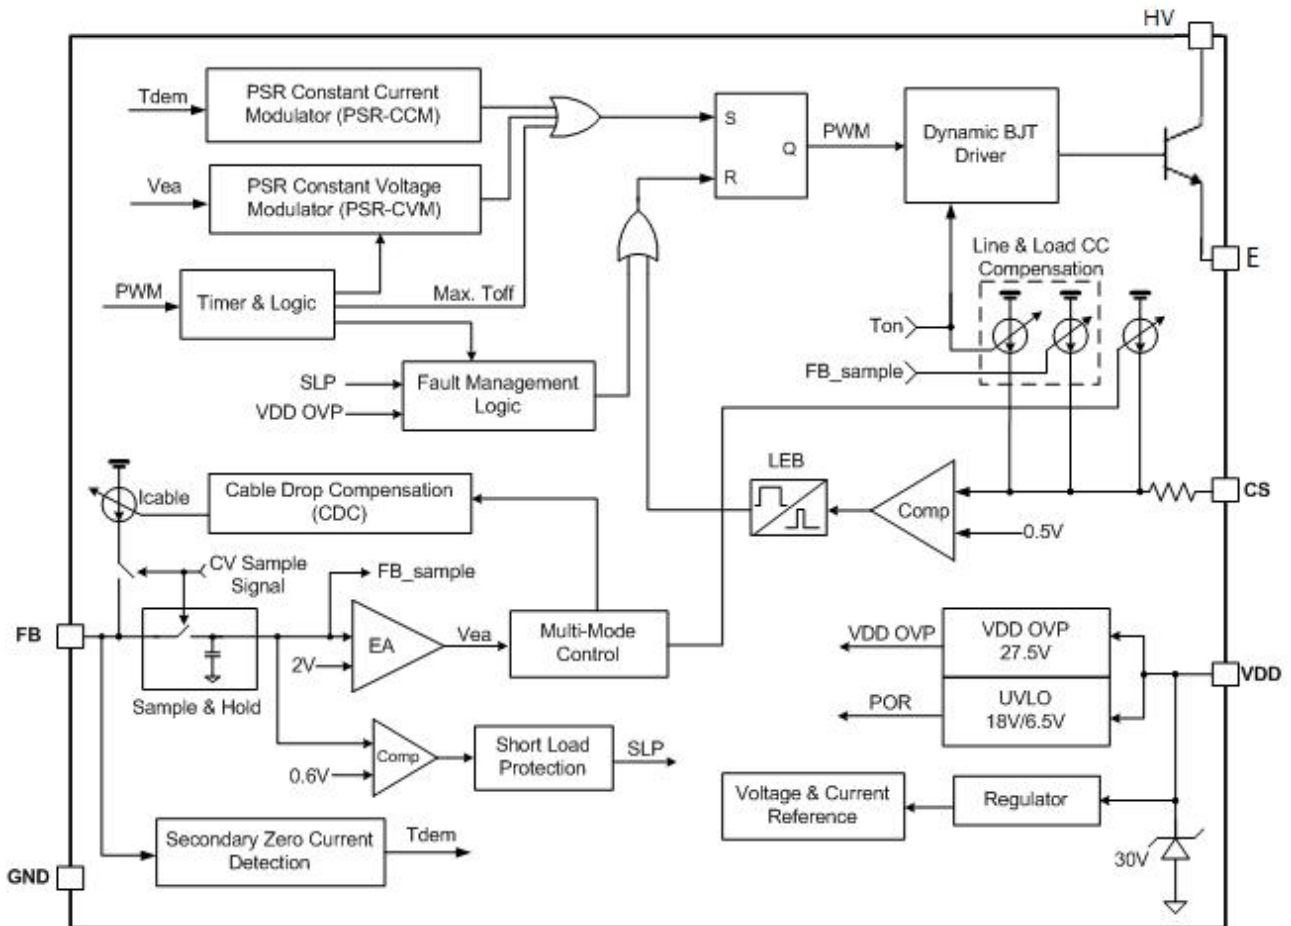 HV
Tdem
PSR Constant Current
Modulator (PSR-CCM)
S
Q
R
PWM
Dynamic BJT
Driver
Vea
PSR Constant Voltage
Modulator (PSR-CVM)
E
Line & Load CC
Compensation
PWM
Timer & Logic
Max. Toff
Ton
FB_sample
SLP
VDD OVP
Fault Management
Logic
LEB
Icable
Cable Drop Compensation
(CDC)
Comp
CS
0.5V
CV Sample
Signal
FB_sample
FB
EA
2V
Vea
Multi-Mode
Control
Sample & Hold
VDD OVP
VDD OVP
27.5V
VDD
POR
UVLO
18V/6.5V
Comp
0.6V
Short Load
Protection
SLP
Voltage & Current
Reference
Regulator
30V
Secondary Zero Current
Detection
Tdem
GND